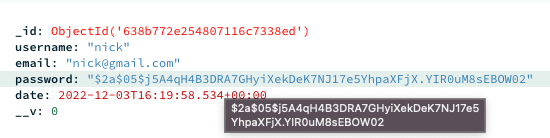 _id: ObjectId('638b772e254807116c7338ed')
username: "nick"
email: "nick@gmail.com"
password: "$2a$05$j5A4qH4B3DRA7GHyiXekDeK7NJ17e5YhpaXFjX.YIR0uM8sEBOW02"
date: 2022-12-03T16:19:58.534+00:00
__v: 0
$2a$05$j5A4qH4B3DRA7GHyiXekDeK7NJ17e5
YhpaXFjX.YIR0uM8sEBOW02